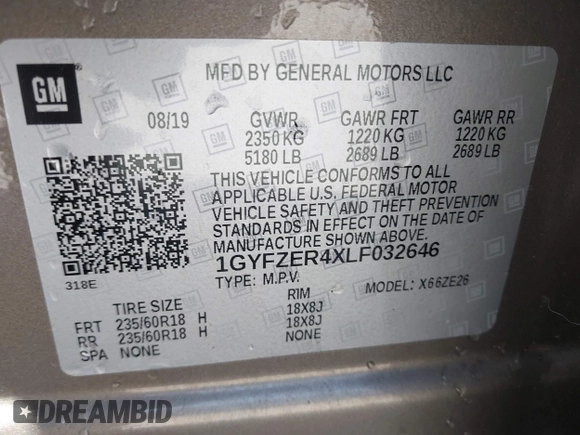 GM
MFD BY GENERAL MOTORS LLC
08/19 GVWR GAWR FRT GAWR RR
2350 KG 1220 KG 1220 KG
5180 LB 2689 LB 2689 LB
THIS VEHICLE CONFORMS TO ALL
APPLICABLE U.S. FEDERAL MOTOR
VEHICLE SAFETY AND THEFT PREVENTION
STANDARDS IN EFFECT ON THE DATE OF
MANUFACTURE SHOWN ABOVE.
1GYFZER4XLF032646
318E
TYPE: M.P.V. MODEL: X66ZE26
TIRE SIZE RIM
FRT 235/60R18 H 18X8J
RR 235/60R18 H 18X8J
SPA NONE NONE
DREAMBID